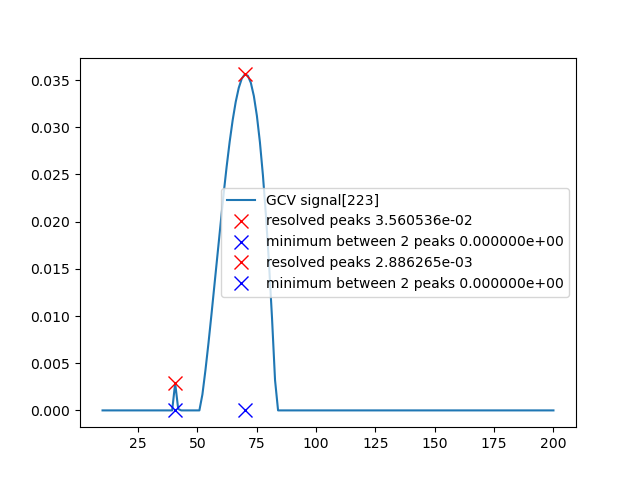 0.035
0.030
0.025
0.020
0.015
0.010
0.005
0.000
GCV signal[223]
resolved peaks 3.560536e-02
minimum between 2 peaks 0.000000e+00
resolved peaks 2.886265e-03
minimum between 2 peaks 0.000000e+00
25 50 75 100 125 150 175 200